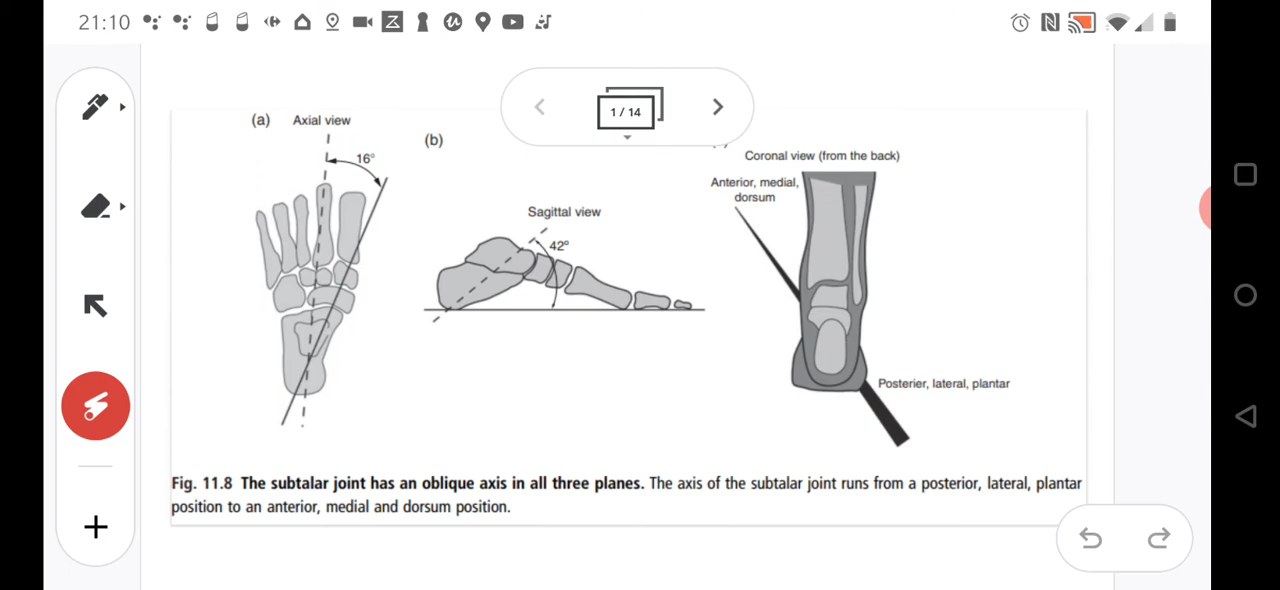 21:10
1 / 14
(a) Axial view
16°
(b)
Sagittal view
42°
Coronal view (from the back)
Anterior, medial,
dorsum
Posterier, lateral, plantar
Fig. 11.8 The subtalar joint has an oblique axis in all three planes. The axis of the subtalar joint runs from a posterior, lateral, plantar
position to an anterior, medial and dorsum position.